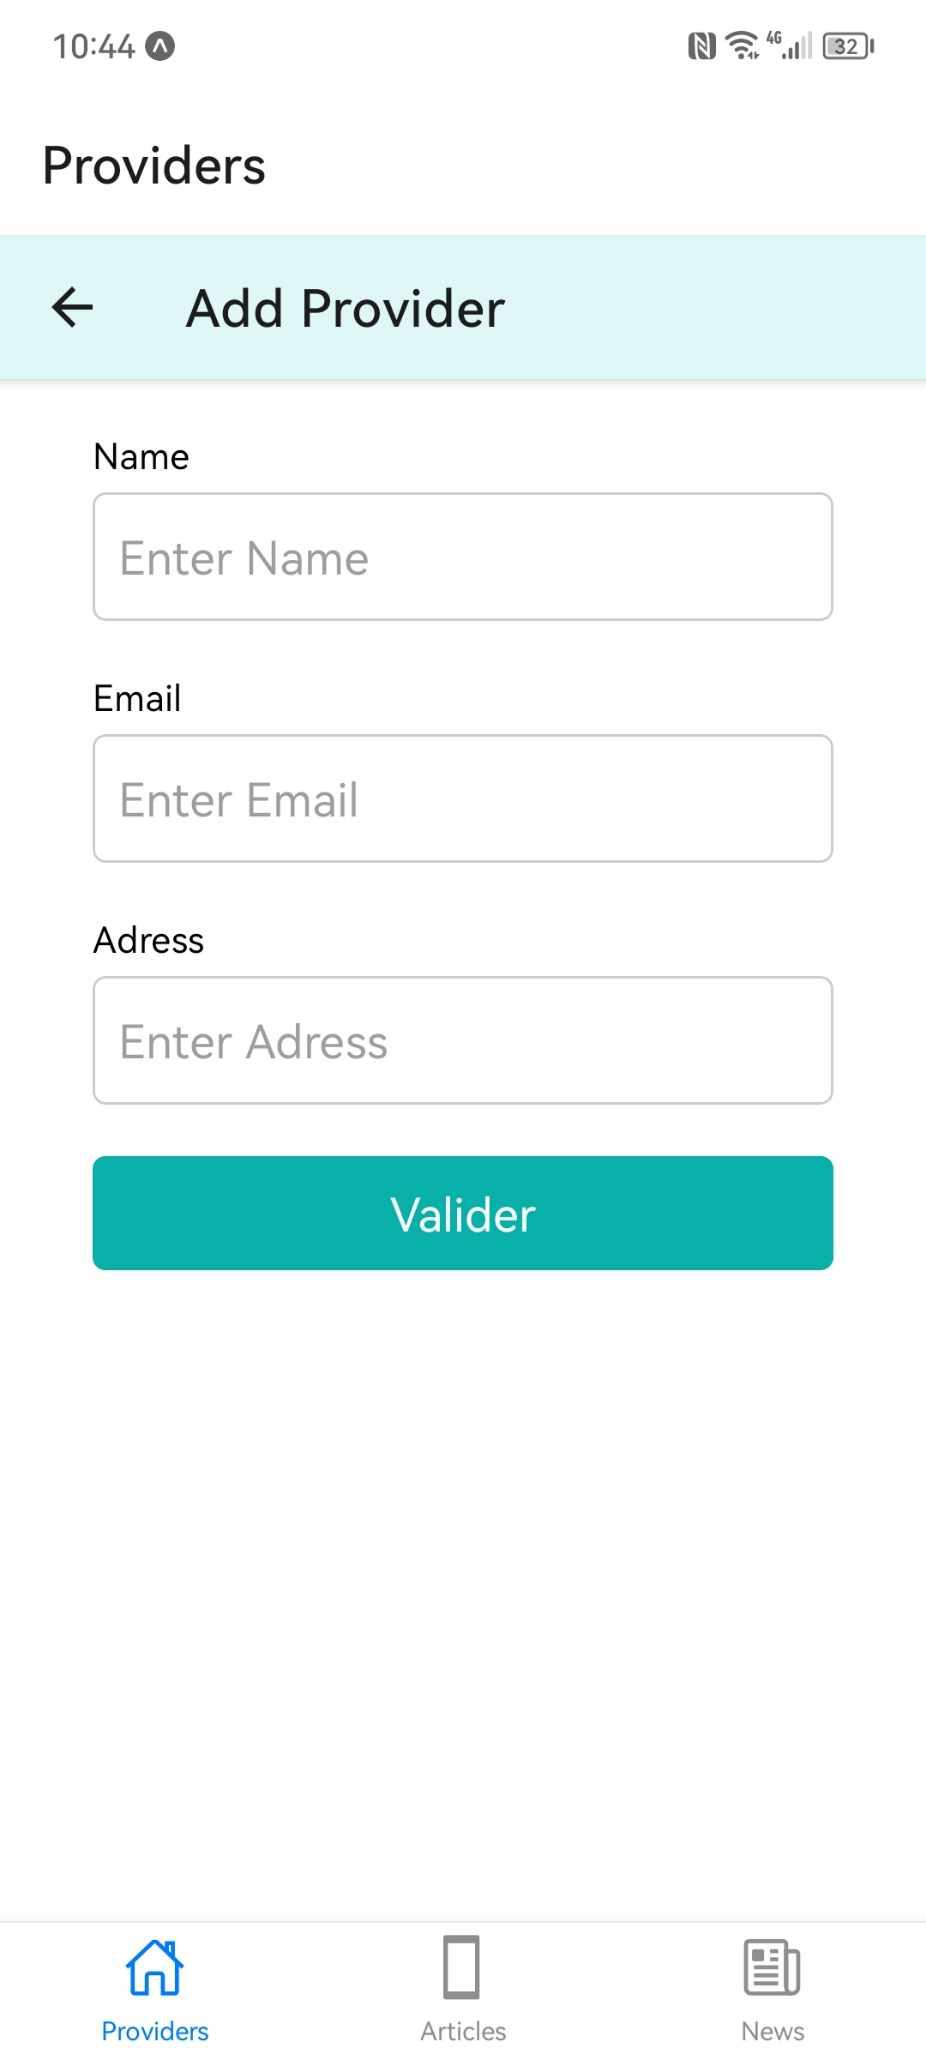 10:44
4G
32
Providers
Add Provider
Name
Enter Name
Email
Enter Email
Adress
Enter Adress
Valider
Providers
Articles
News